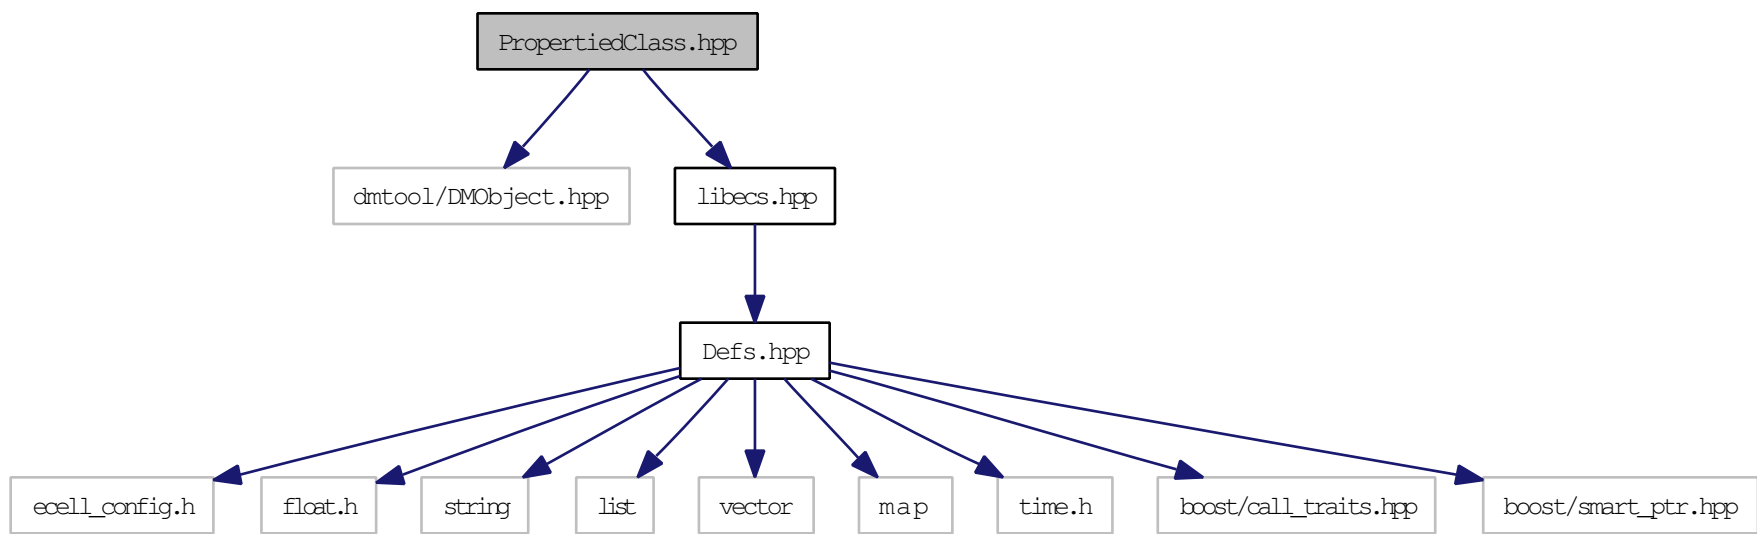 PropertiedClass.hpp
dmtool/DMObject.hpp
libecs.hpp
Defs.hpp
ecell_config.h
float.h
string
list
vector
map
time.h
boost/call_traits.hpp
boost/smart_ptr.hpp